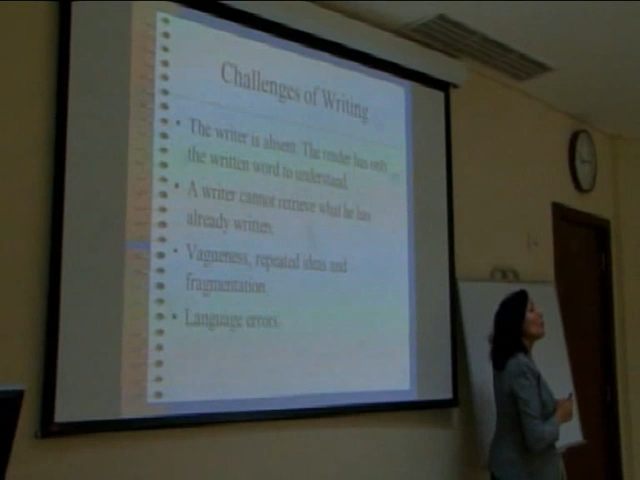 Challenges of Writing
• The writer is absent. The reader has only
the written word to understand.
• A writer cannot retrieve what he has
already written.
• Vagueness, repeated ideas and
fragmentation.
• Language errors.